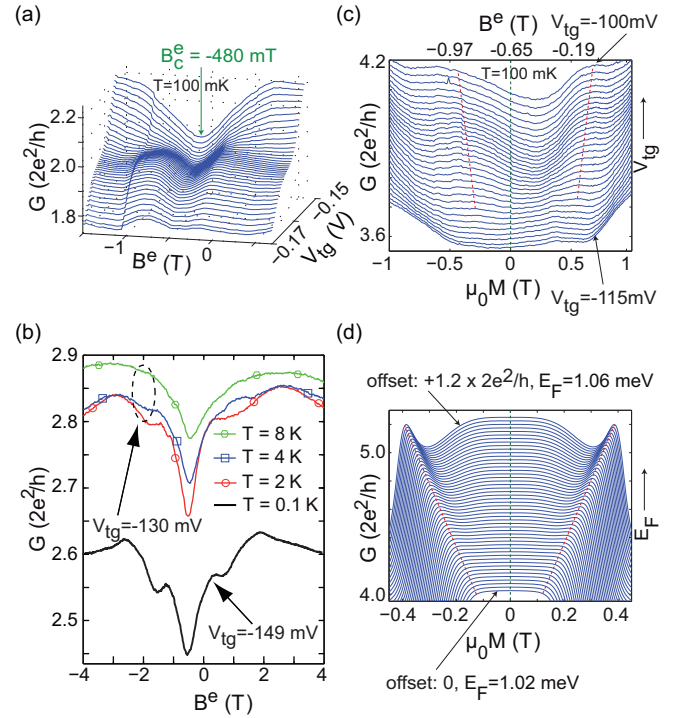 (a)
B_c^e = -480 mT
T=100 mK
2.2
2.0
1.8
G (2e²/h)
−1
0
B^e (T)
−0.17
−0.15
V_tg (V)
(b)
2.9
2.8
2.7
2.6
2.5
G (2e²/h)
T = 8 K
T = 4 K
T = 2 K
T = 0.1 K
V_tg=-130 mV
V_tg=-149 mV
−4
−2
0
2
4
B^e (T)
(c)
B^e (T)
V_tg=-100mV
−0.97
−0.65
−0.19
T=100 mK
4.2
3.6
G (2e²/h)
V_tg
−1
−0.5
0
0.5
1
μ₀M (T)
V_tg=-115mV
(d)
offset: +1.2 x 2e²/h, E_F=1.06 meV
5.0
4.0
G (2e²/h)
E_F
−0.4
−0.2
0
0.2
0.4
μ₀M (T)
offset: 0, E_F=1.02 meV